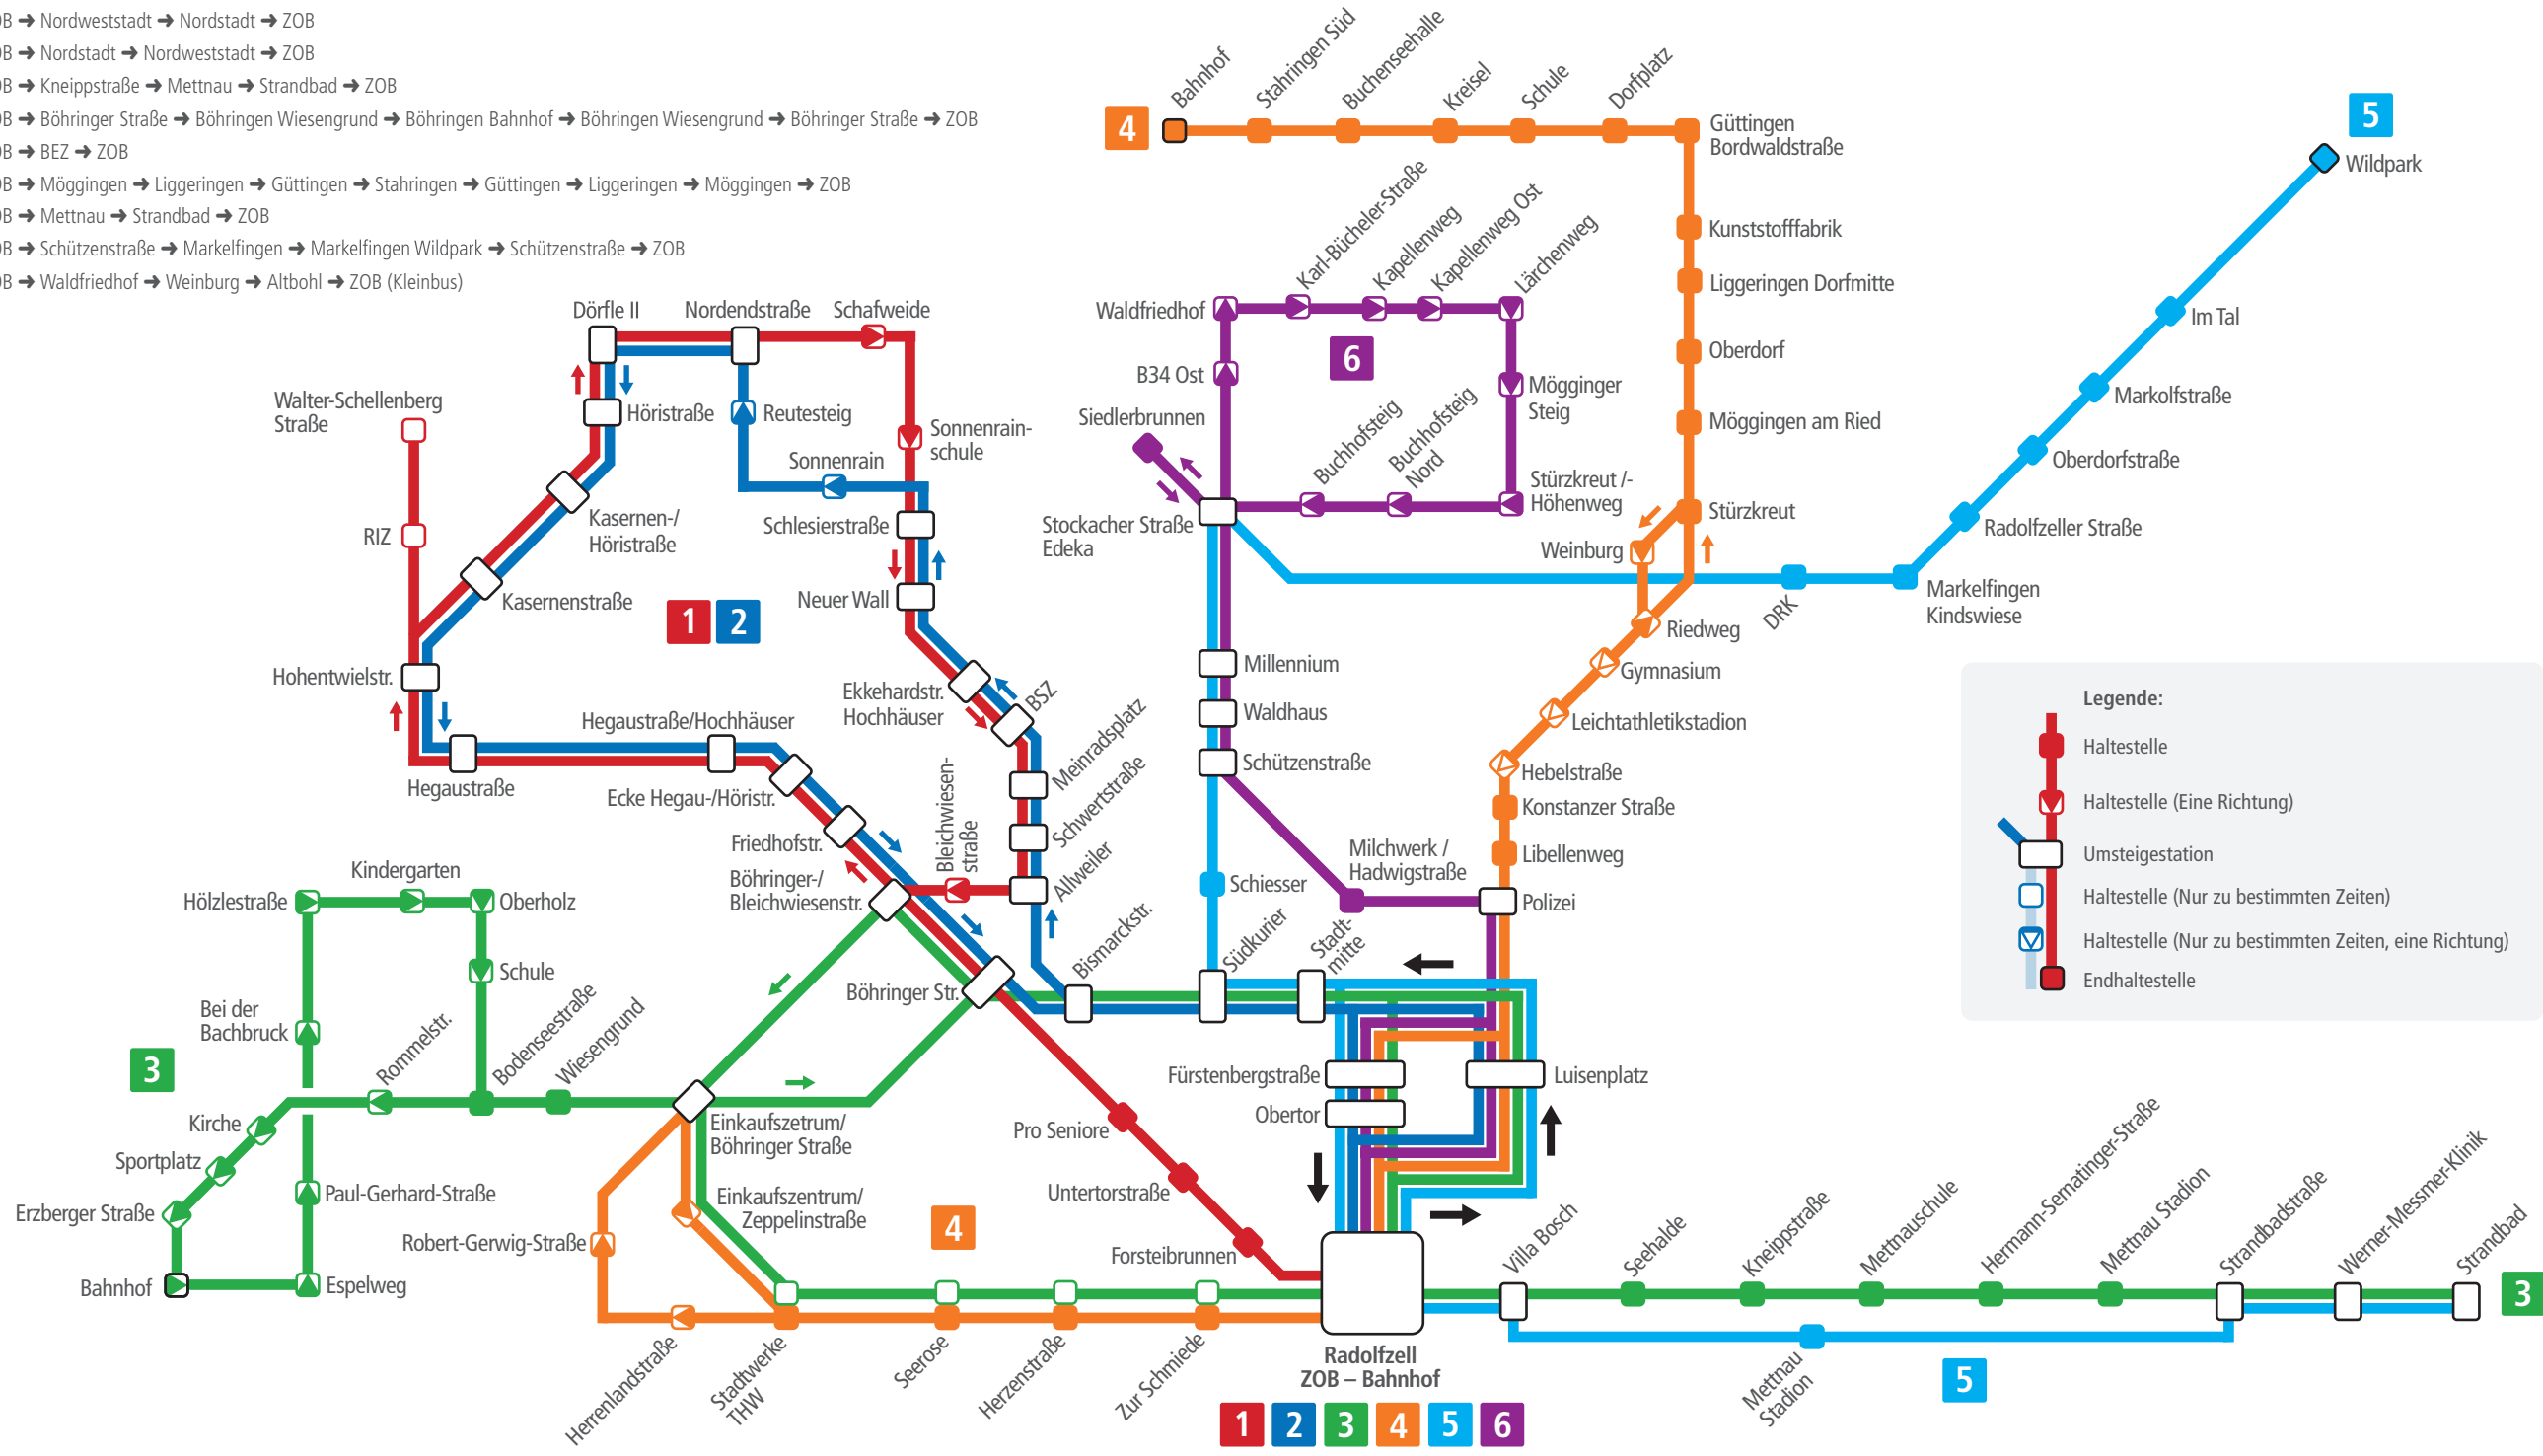 OB ➜ Nordweststadt ➜ Nordstadt ➜ ZOB
OB ➜ Nordstadt ➜ Nordweststadt ➜ ZOB
OB ➜ Kneippstraße ➜ Mettnau ➜ Strandbad ➜ ZOB
OB ➜ Böhringer Straße ➜ Böhringen Wiesengrund ➜ Böhringen Bahnhof ➜ Böhringen Wiesengrund ➜ Böhringer Straße ➜ ZOB
OB ➜ BEZ ➜ ZOB
OB ➜ Möggingen ➜ Liggeringen ➜ Güttingen ➜ Stahringen ➜ Güttingen ➜ Liggeringen ➜ Möggingen ➜ ZOB
OB ➜ Mettnau ➜ Strandbad ➜ ZOB
OB ➜ Schützenstraße ➜ Markelfingen ➜ Markelfingen Wildpark ➜ Schützenstraße ➜ ZOB
OB ➜ Waldfriedhof ➜ Weinburg ➜ Altbohl ➜ ZOB (Kleinbus)
4
Bahnhof
Stahringen Süd
Buchenseehalle
Kreisel
Schule
Dorfplatz
Güttingen
Bordwaldstraße
Kunststofffabrik
Liggeringen Dorfmitte
Oberdorf
Möggingen am Ried
Stürzkreut
Weinburg
Riedweg
Gymnasium
Leichtathletikstadion
Hebelstraße
Konstanzer Straße
Libellenweg
Polizei
5
Wildpark
Im Tal
Markolfstraße
Oberdorfstraße
Radolfzeller Straße
Markelfingen
Kindswiese
DRK
Waldfriedhof
Karl-Bücheler-Straße
Kapellenweg
Kapellenweg Ost
Lärchenweg
6
B34 Ost
Mögginger
Steig
Siedlerbrunnen
Buchhofsteig
Buchhofsteig
Nord
Stürzkreut /-
Höhenweg
Stockacher Straße
Edeka
Millennium
Waldhaus
Schützenstraße
Milchwerk /
Hadwigstraße
Schiesser
Südkurier
Stadt-
mitte
Dörfle II
Nordendstraße
Schafweide
Walter-Schellenberg
Straße
Höristraße
Reutesteig
Sonnenrain-
schule
Sonnenrain
RIZ
Kasernen-/
Höristraße
Schlesierstraße
Kasernenstraße
1
2
Neuer Wall
Hohentwielstr.
Ekkehardstr.
Hochhäuser
BSZ
Hegaustraße/Hochhäuser
Meinradsplatz
Hegaustraße
Ecke Hegau-/Höristr.
Schwertstraße
Friedhofstr.
Bleichwiesen-
straße
Böhringer-/
Bleichwiesenstr.
Allweiler
Böhringer Str.
Bismarckstr.
Kindergarten
Hölzlestraße
Oberholz
Schule
Bei der
Bachbruck
3
Rommelstr.
Bodenseestraße
Wiesengrund
Kirche
Sportplatz
Erzberger Straße
Paul-Gerhard-Straße
Bahnhof
Espelweg
Einkaufszetrum/
Böhringer Straße
Einkaufszentrum/
Zeppelinstraße
Robert-Gerwig-Straße
4
Herrenlandstraße
Stadtwerke
THW
Seerose
Herzenstraße
Zur Schmiede
Pro Seniore
Untertorstraße
Forsteibrunnen
Fürstenbergstraße
Obertor
Luisenplatz
Radolfzell
ZOB – Bahnhof
1
2
3
4
5
6
Villa Bosch
Seehalde
Kneippstraße
Mettnauschule
Hermann-Sernatinger-Straße
Mettnau Stadion
Strandbadstraße
Werner-Messmer-Klinik
Strandbad
3
Mettnau
Stadion
5
Legende:
Haltestelle
Haltestelle (Eine Richtung)
Umsteigestation
Haltestelle (Nur zu bestimmten Zeiten)
Haltestelle (Nur zu bestimmten Zeiten, eine Richtung)
Endhaltestelle